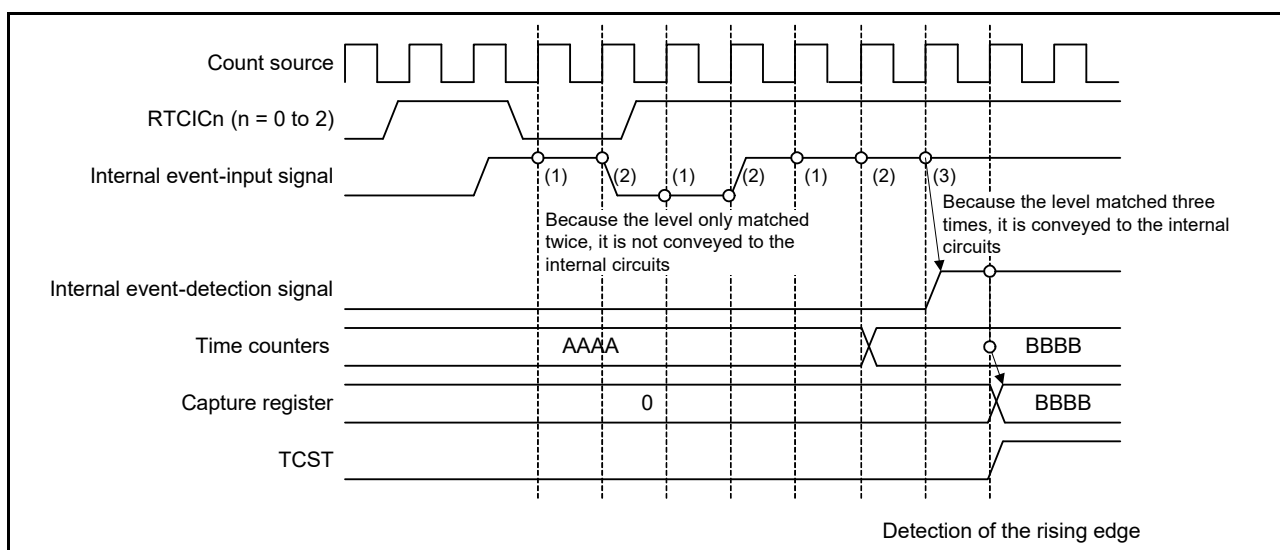 Count source
RTCICn (n = 0 to 2)
Internal event-input signal
(1)
(2)
(1)
(2)
(1)
(2)
(3)
Because the level only matched
twice, it is not conveyed to the
internal circuits
Because the level matched three
times, it is conveyed to the internal
circuits
Internal event-detection signal
Time counters
AAAA
BBBB
Capture register
0
BBBB
TCST
Detection of the rising edge